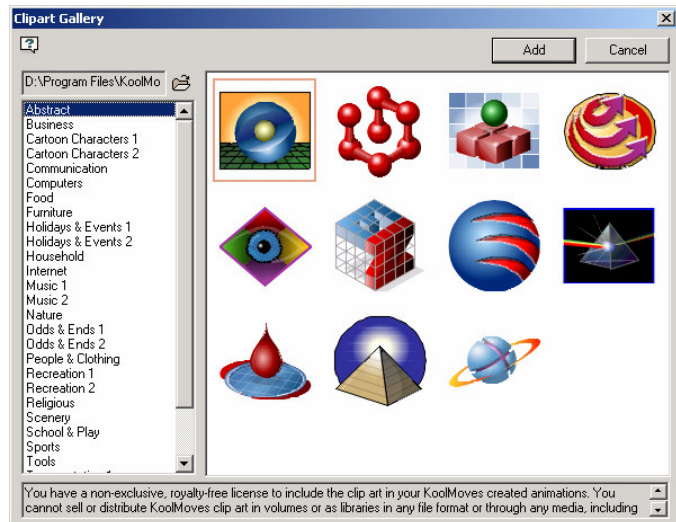 Clipart Gallery
Add
Cancel
D:\Program Files\KoolMo
Abstract
Business
Cartoon Characters 1
Cartoon Characters 2
Communication
Computers
Food
Furniture
Holidays & Events 1
Holidays & Events 2
Household
Internet
Music 1
Music 2
Nature
Odds & Ends 1
Odds & Ends 2
People & Clothing
Recreation 1
Recreation 2
Religious
Scenery
School & Play
Sports
Tools
You have a non-exclusive, royalty-free license to include the clip art in your KoolMoves created animations. You
cannot sell or distribute KoolMoves clip art in volumes or as libraries in any file format or through any media, including